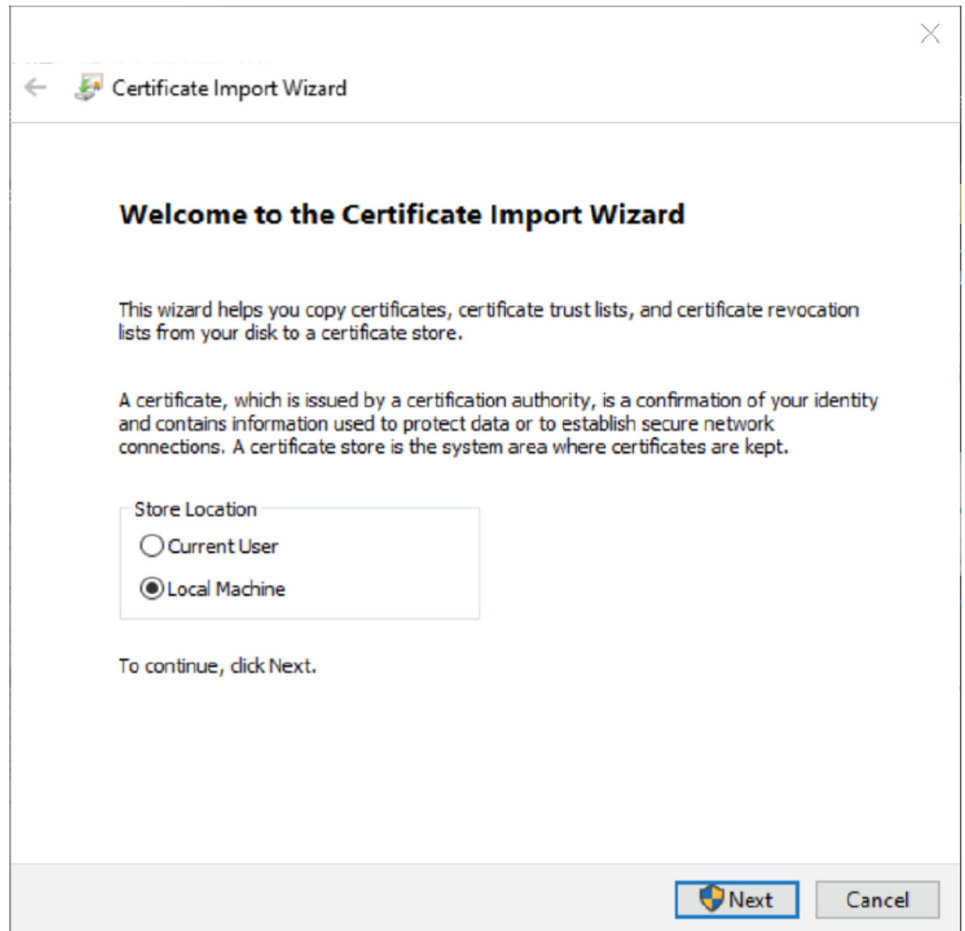 Certificate Import Wizard
Welcome to the Certificate Import Wizard
This wizard helps you copy certificates, certificate trust lists, and certificate revocation
lists from your disk to a certificate store.
A certificate, which is issued by a certification authority, is a confirmation of your identity
and contains information used to protect data or to establish secure network
connections. A certificate store is the system area where certificates are kept.
Store Location
Current User
Local Machine
To continue, click Next.
Next
Cancel